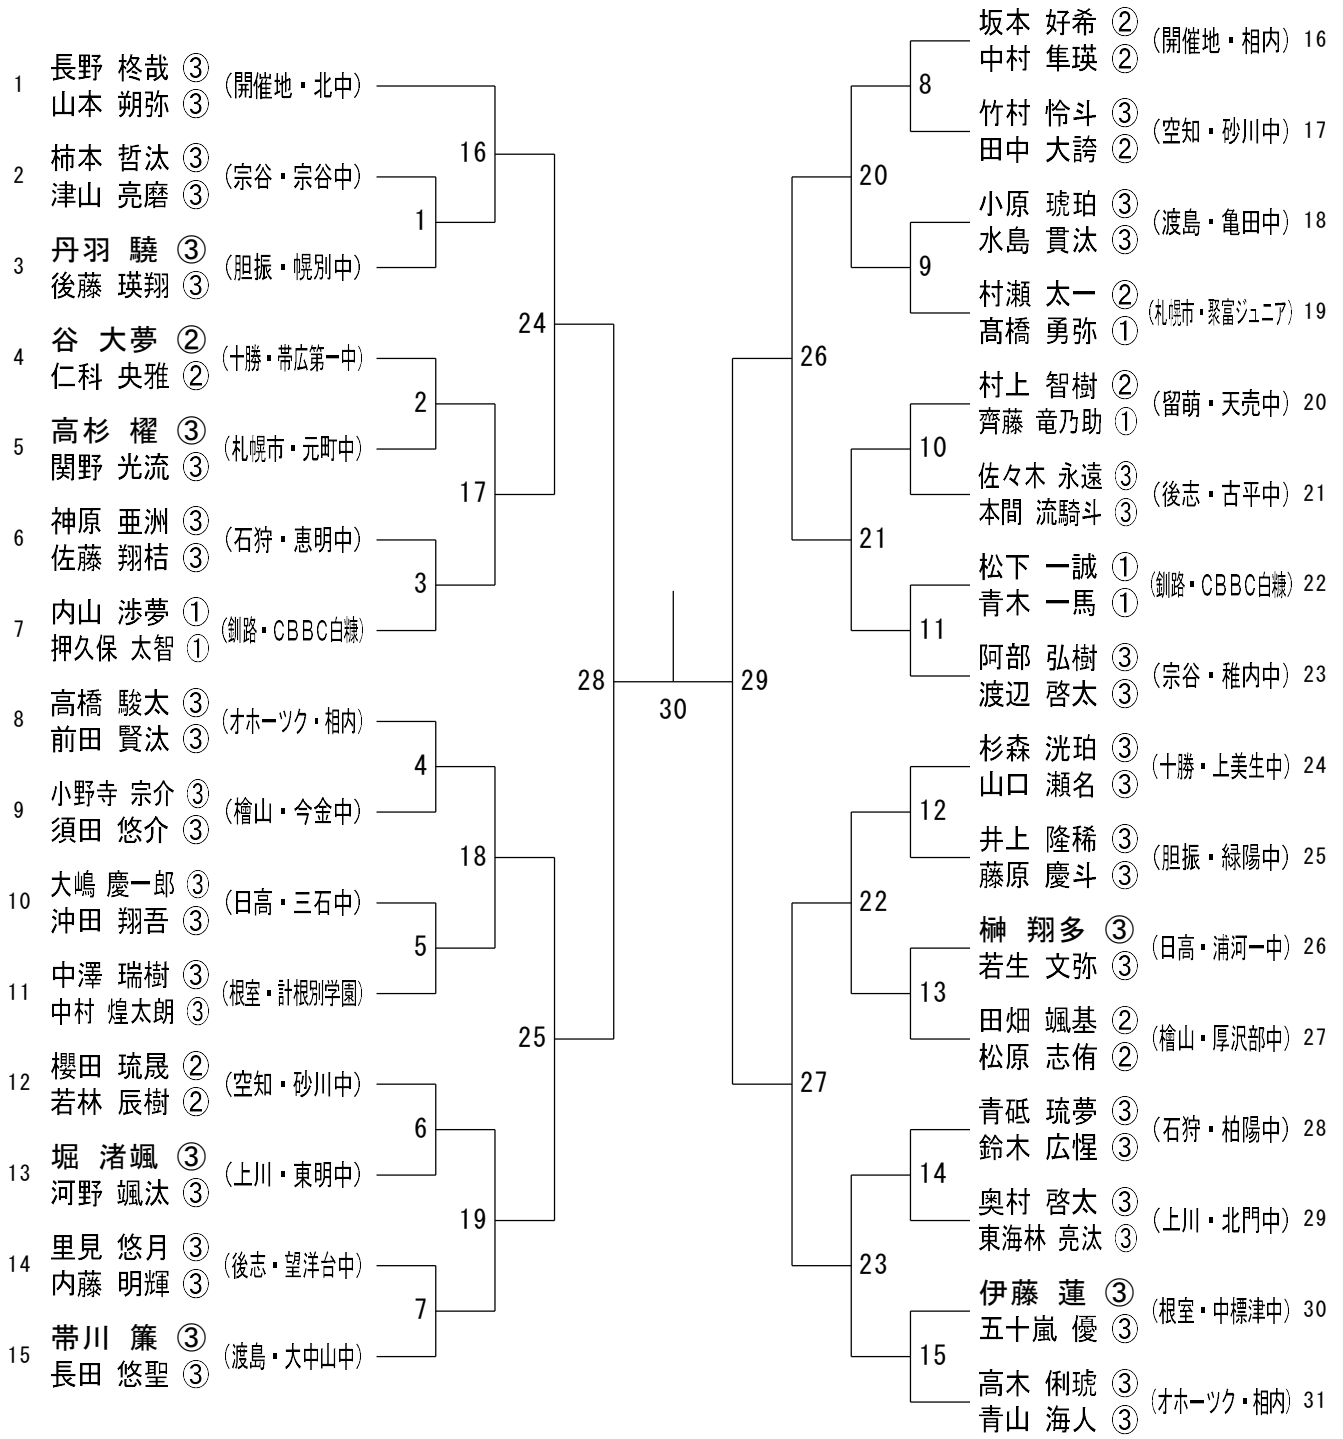 1 長野 柊哉 ③ (開催地・北中)
山本 朔弥 ③
2 柿本 哲汰 ③ (宗谷・宗谷中)
津山 亮磨 ③
3 丹羽 驍 ③ (胆振・幌別中)
後藤 瑛翔 ③
4 谷 大夢 ② (十勝・帯広第一中)
仁科 央雅 ②
5 高杉 櫂 ③ (札幌市・元町中)
関野 光流 ③
6 神原 亜洲 ③ (石狩・恵明中)
佐藤 翔桔 ③
7 内山 渉夢 ① (釧路・CBBC白糠)
押久保 太智 ①
8 高橋 駿太 ③ (オホーツク・相内)
前田 賢汰 ③
9 小野寺 宗介 ③ (檜山・今金中)
須田 悠介 ③
10 大嶋 慶一郎 ③ (日高・三石中)
沖田 翔吾 ③
11 中澤 瑞樹 ③ (根室・計根別学園)
中村 煌太朗 ③
12 櫻田 琉晟 ② (空知・砂川中)
若林 辰樹 ②
13 堀 渚颯 ③ (上川・東明中)
河野 颯汰 ③
14 里見 悠月 ③ (後志・望洋台中)
内藤 明輝 ③
15 帯川 簾 ③ (渡島・大中山中)
長田 悠聖 ③
16
1
24
2
17
3
28
4
18
5
25
6
19
7
30
29
8
20
9
26
10
21
11
12
22
13
27
14
23
15
坂本 好希 ② (開催地・相内) 16
中村 隼瑛 ②
竹村 怜斗 ③ (空知・砂川中) 17
田中 大誇 ②
小原 琥珀 ③ (渡島・亀田中) 18
水島 貫汰 ③
村瀬 太一 ② (札幌市・聚富ジュニア) 19
髙橋 勇弥 ①
村上 智樹 ② (留萌・天売中) 20
齊藤 竜乃助 ①
佐々木 永遠 ③ (後志・古平中) 21
本間 流騎斗 ③
松下 一誠 ① (釧路・CBBC白糠) 22
青木 一馬 ①
阿部 弘樹 ③ (宗谷・稚内中) 23
渡辺 啓太 ③
杉森 洸珀 ③ (十勝・上美生中) 24
山口 瀬名 ③
井上 隆稀 ③ (胆振・緑陽中) 25
藤原 慶斗 ③
榊 翔多 ③ (日高・浦河一中) 26
若生 文弥 ③
田畑 颯基 ② (檜山・厚沢部中) 27
松原 志侑 ②
青砥 琉夢 ③ (石狩・柏陽中) 28
鈴木 広惺 ③
奥村 啓太 ③ (上川・北門中) 29
東海林 亮汰 ③
伊藤 蓮 ③ (根室・中標津中) 30
五十嵐 優 ③
高木 俐琥 ③ (オホーツク・相内) 31
青山 海人 ③